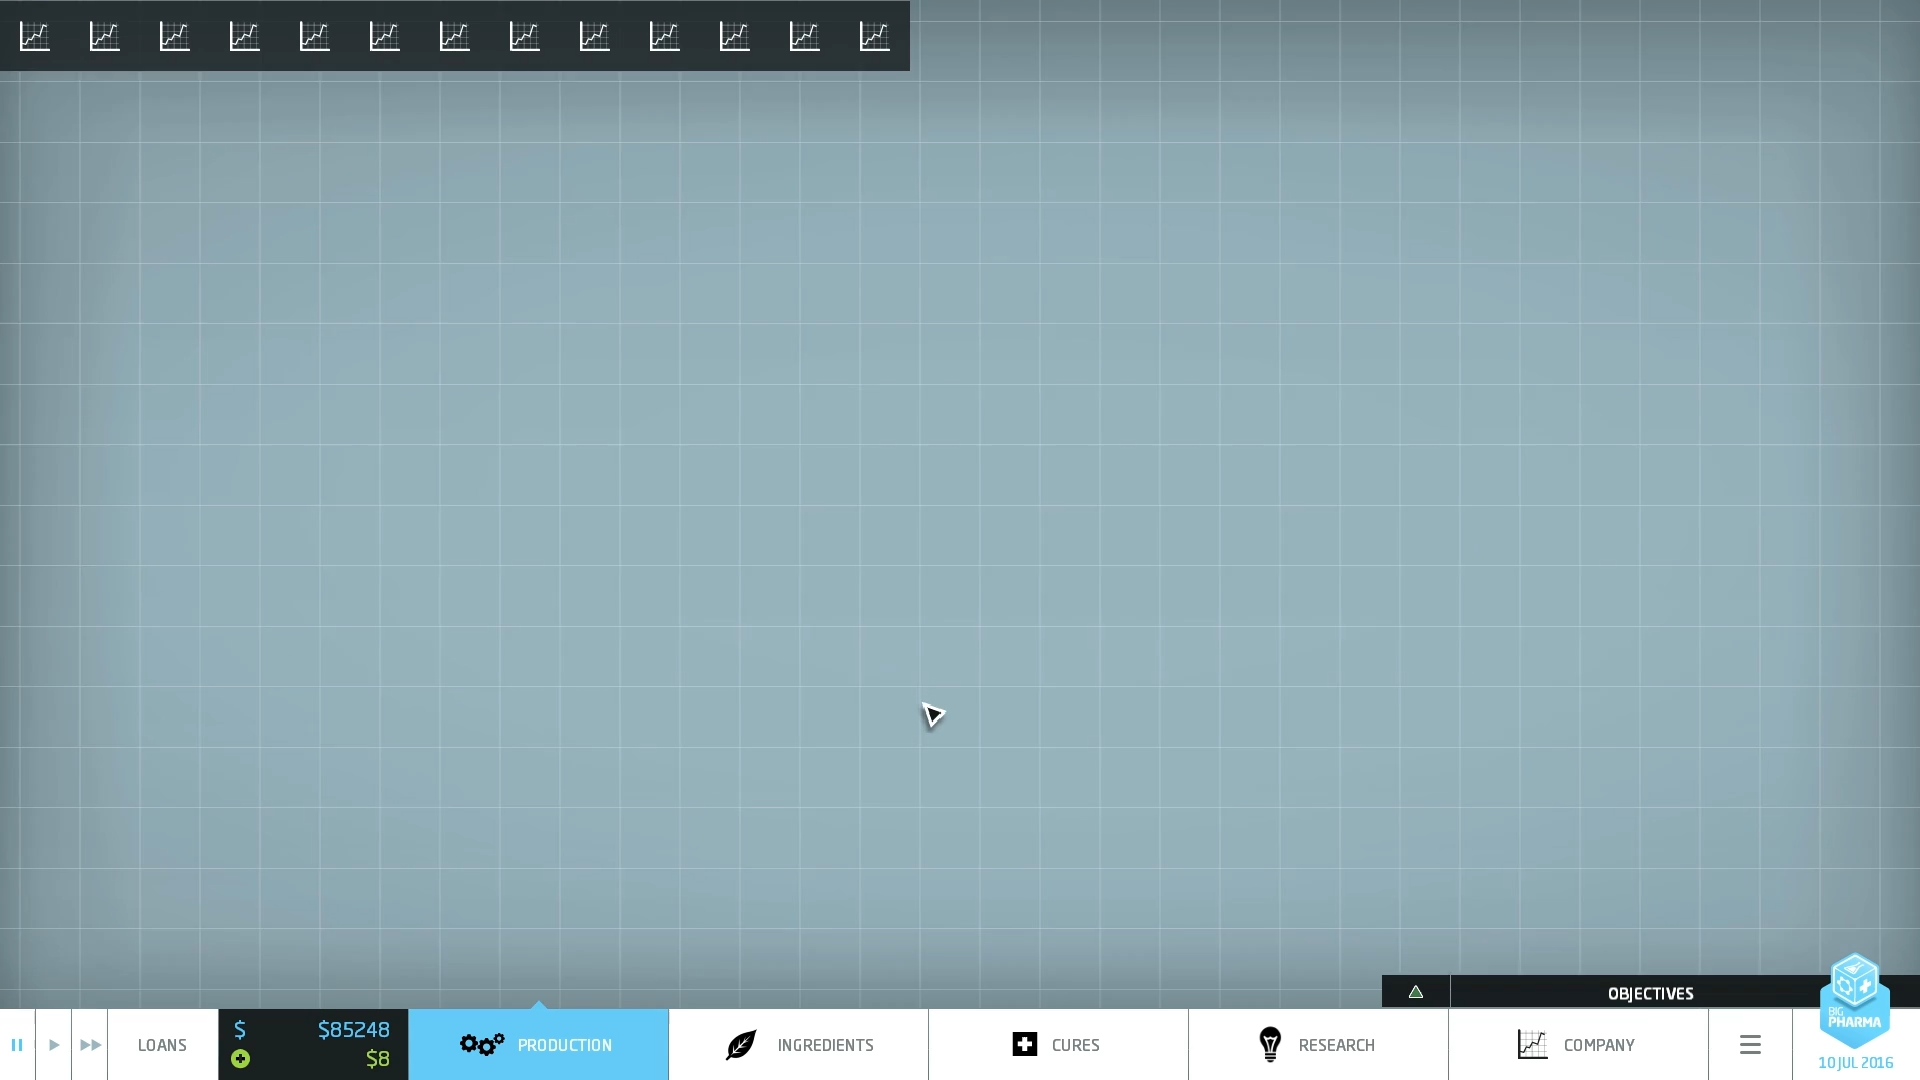 OBJECTIVES
LOANS
$ $85248
$8
PRODUCTION
INGREDIENTS
CURES
RESEARCH
COMPANY
BIG
PHARMA
10 JUL 2016